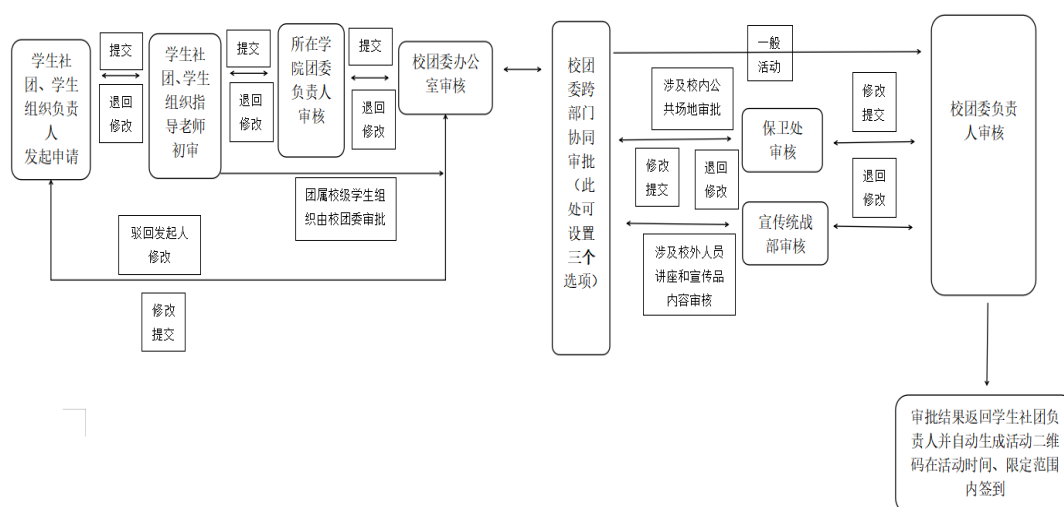 学生社
团、学生
组织负责
人
发起申请
提交
退回
修改
学生社
团、学生
组织指
导老师
初审
提交
退回
修改
所在学
院团委
负责人
审核
提交
退回
修改
校团委办公
室审核
团属校级学生组
织由校团委审批
驳回发起人
修改
修改
提交
校团
委跨
部门
协同
审批
（此
处可
设置
三个
选项）
一般
活动
涉及校内公
共场地审批
修改
提交
退回
修改
保卫处
审核
宣传统战
部审核
涉及校外人员
讲座和宣传品
内容审核
修改
提交
退回
修改
校团委负责
人审核
审批结果返回学生社团负
责人并自动生成活动二维
码在活动时间、限定范围
内签到